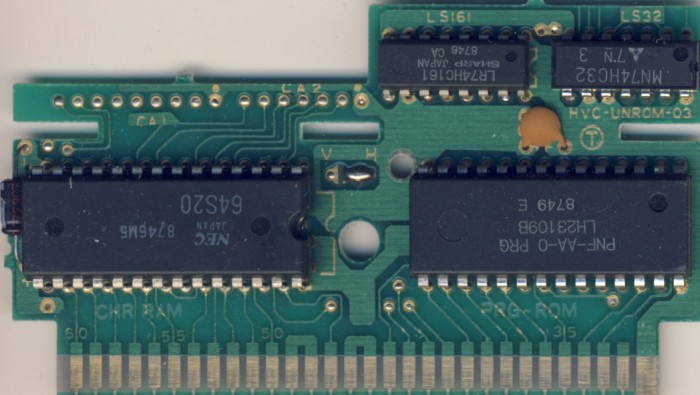 LS161
LS32
8746 CA
SHARP JAPAN
LR74HC161
7N 3
MN74HC32
CA2
CA1
HVC-UNROM-03
T
V H
64S20
NEC
JAPAN
8746M5
8749 E
LH23109B
PNF-AA-0 PRG
CHR RAM
PRG-ROM
60
55
50
35